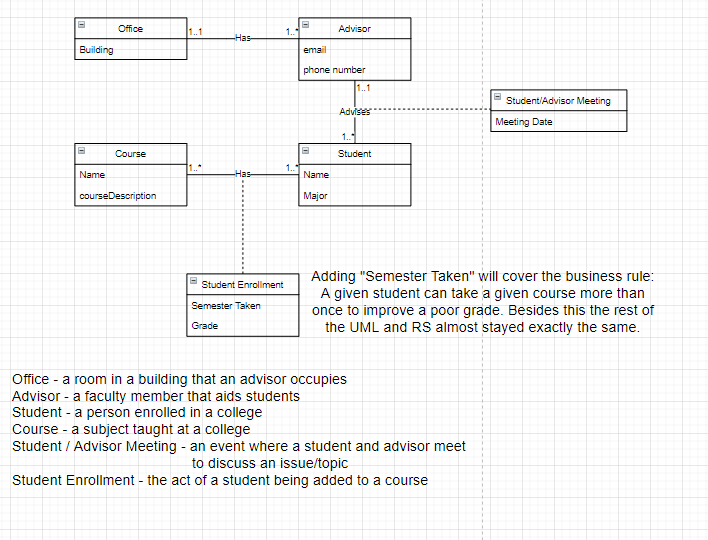 Office
Building
1..1
Has
1..*
Advisor
email
phone number
1..1
Advises
1..*
Student/Advisor Meeting
Meeting Date
Course
Name
courseDescription
1..*
Has
1..*
Student
Name
Major
Student Enrollment
Semester Taken
Grade
Adding "Semester Taken" will cover the business rule:
A given student can take a given course more than
once to improve a poor grade. Besides this the rest of
the UML and RS almost stayed exactly the same.
Office - a room in a building that an advisor occupies
Advisor - a faculty member that aids students
Student - a person enrolled in a college
Course - a subject taught at a college
Student / Advisor Meeting - an event where a student and advisor meet
to discuss an issue/topic
Student Enrollment - the act of a student being added to a course